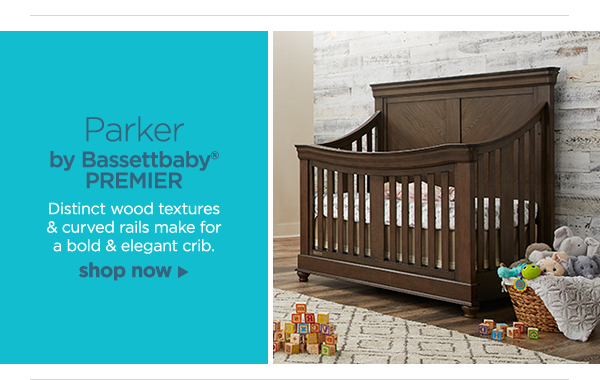 Parker
by Bassettbaby®
PREMIER
Distinct wood textures
& curved rails make for
a bold & elegant crib.
shop now ▶